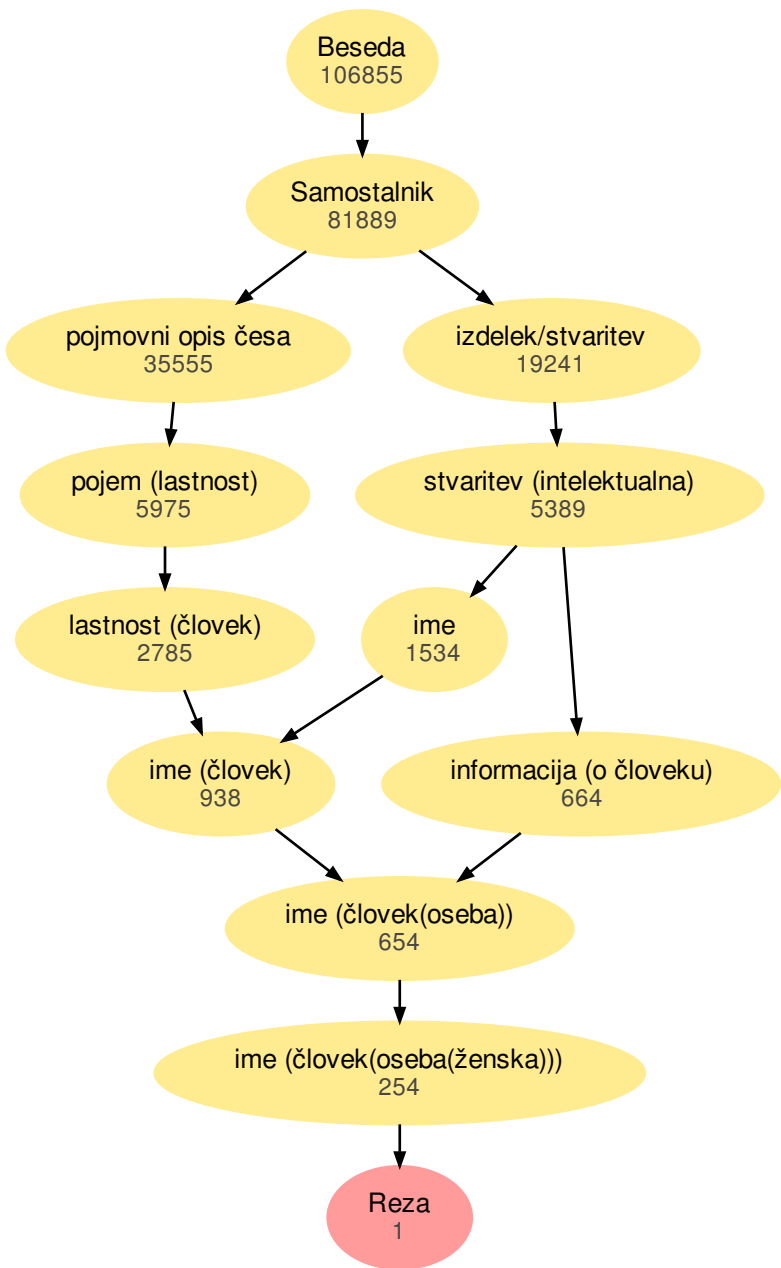 Beseda
106855
Samostalnik
81889
pojmovni opis česa
35555
izdelek/stvaritev
19241
pojem (lastnost)
5975
stvaritev (intelektualna)
5389
lastnost (človek)
2785
ime
1534
ime (človek)
938
informacija (o človeku)
664
ime (človek(oseba))
654
ime (človek(oseba(ženska)))
254
Reza
1